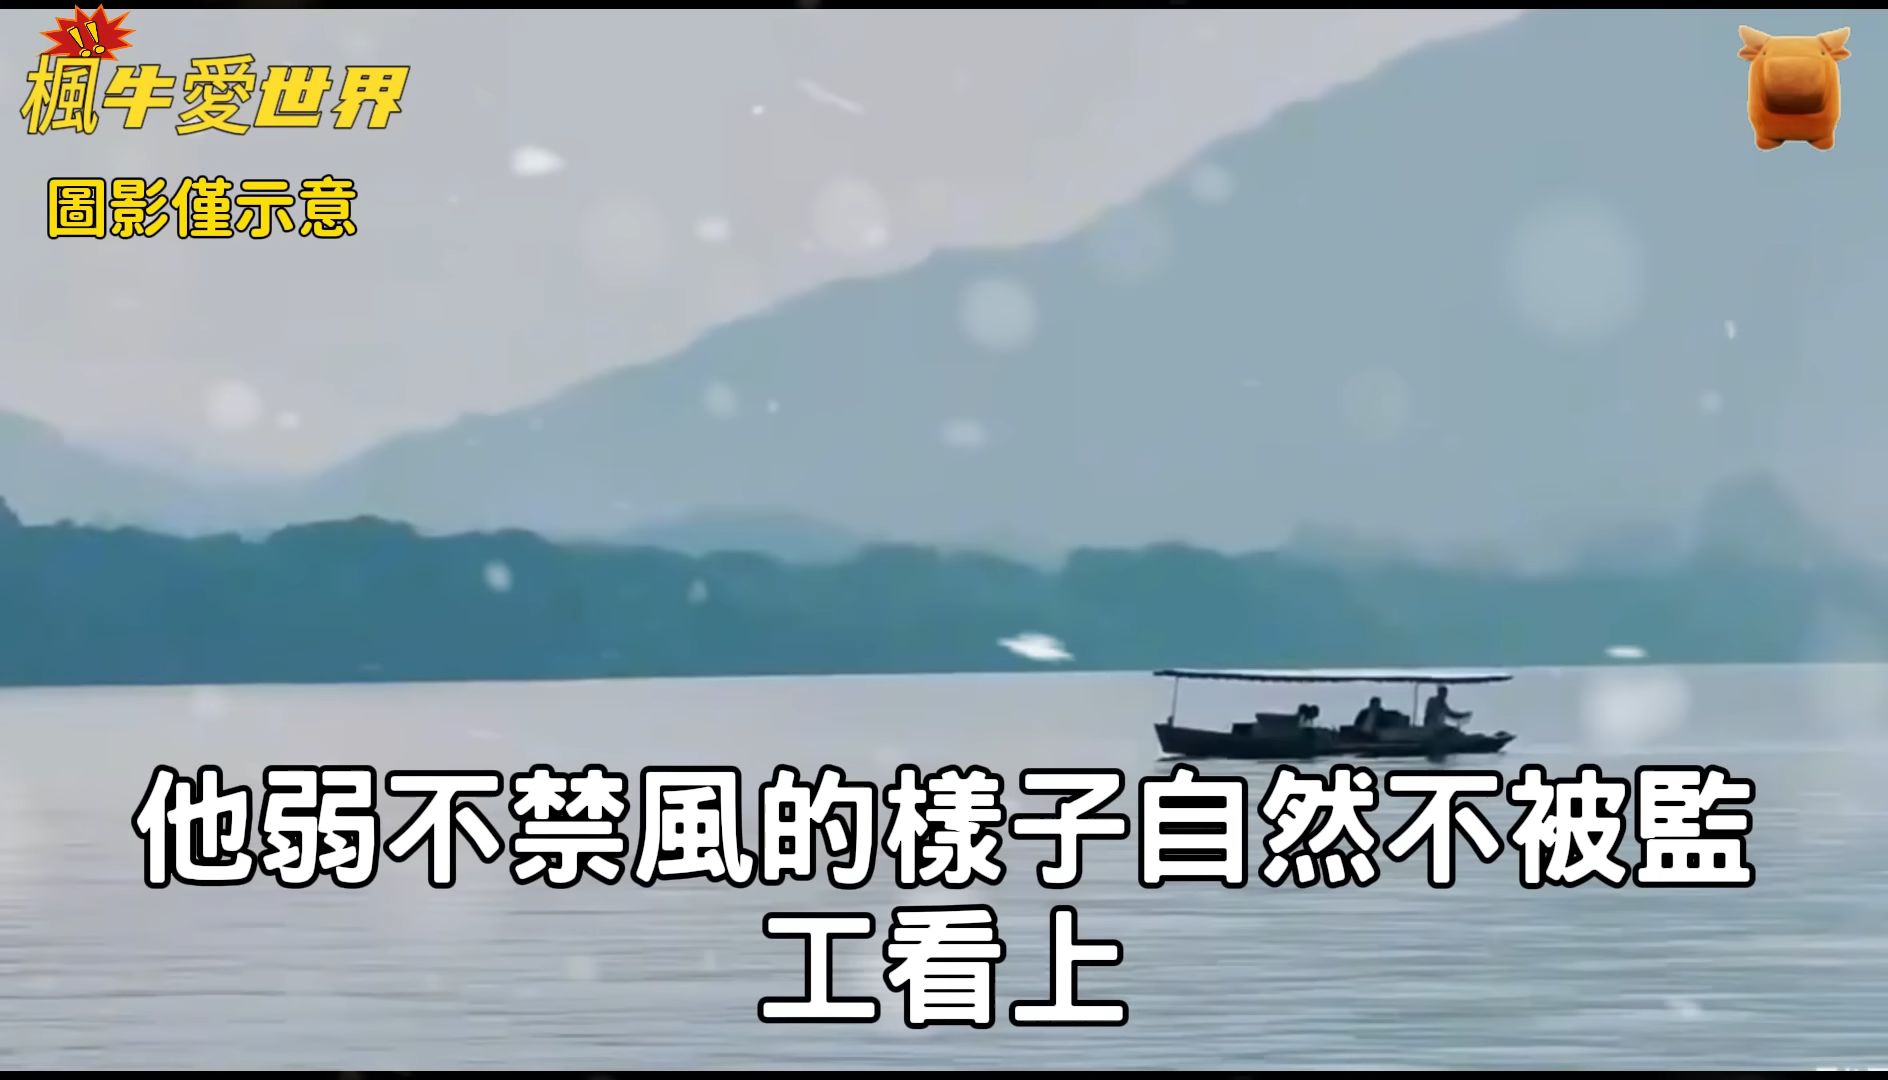 楓牛愛世界
圖影僅示意
他弱不禁風的樣子自然不被監
工看上